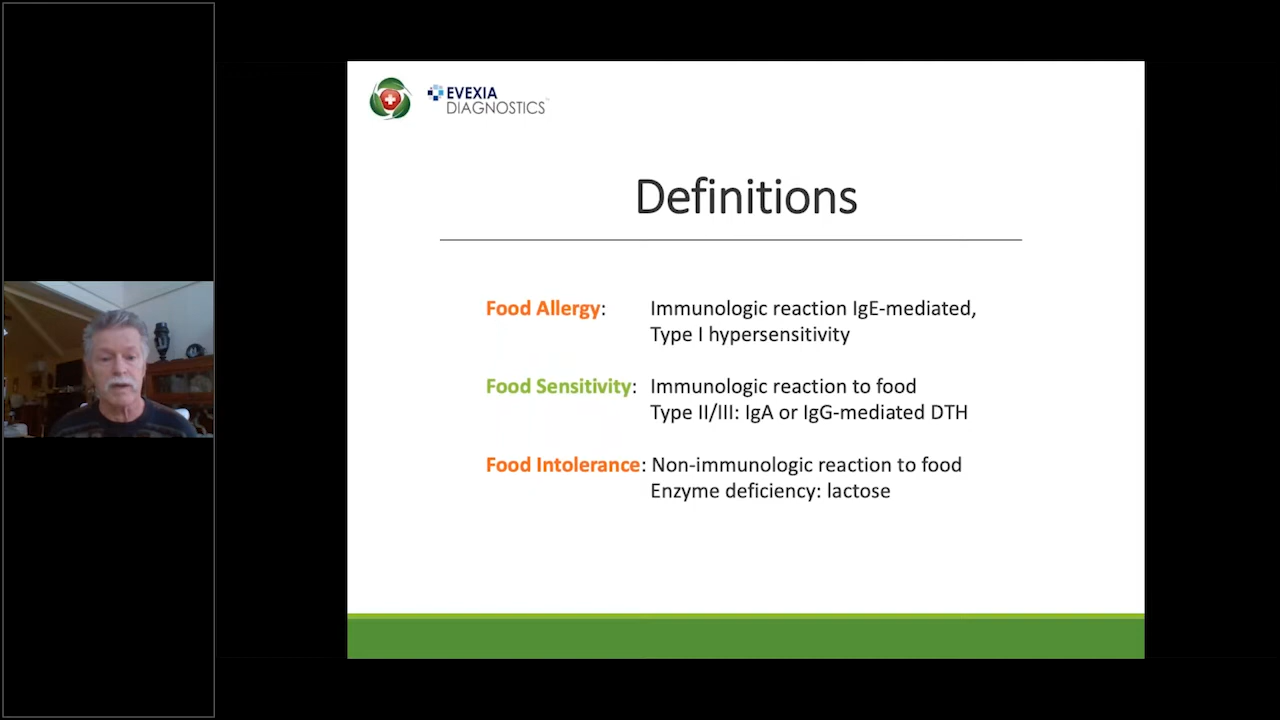 EVEXIA
DIAGNOSTICS
Definitions
Food Allergy: Immunologic reaction IgE-mediated,
Type I hypersensitivity
Food Sensitivity: Immunologic reaction to food
Type II/III: IgA or IgG-mediated DTH
Food Intolerance: Non-immunologic reaction to food
Enzyme deficiency: lactose